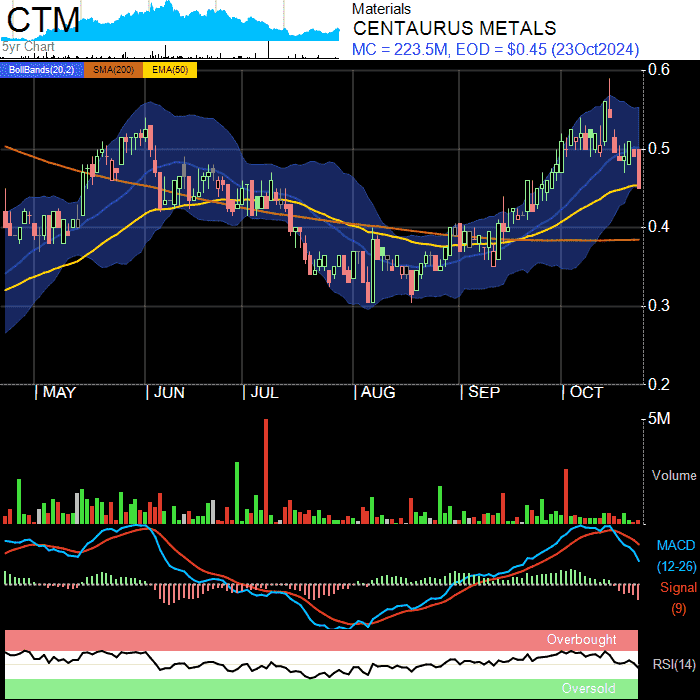 CTM
5yr Chart
Materials
CENTAURUS METALS
MC = 223.5M, EOD = $0.45 (23Oct2024)
BollBands(20,2) SMA(200) EMA(50)
0.6
0.5
0.4
0.3
0.2
| MAY | JUN | JUL | AUG | SEP | OCT
5M
Volume
MACD
(12-26)
Signal
(9)
Overbought
RSI(14)
Oversold